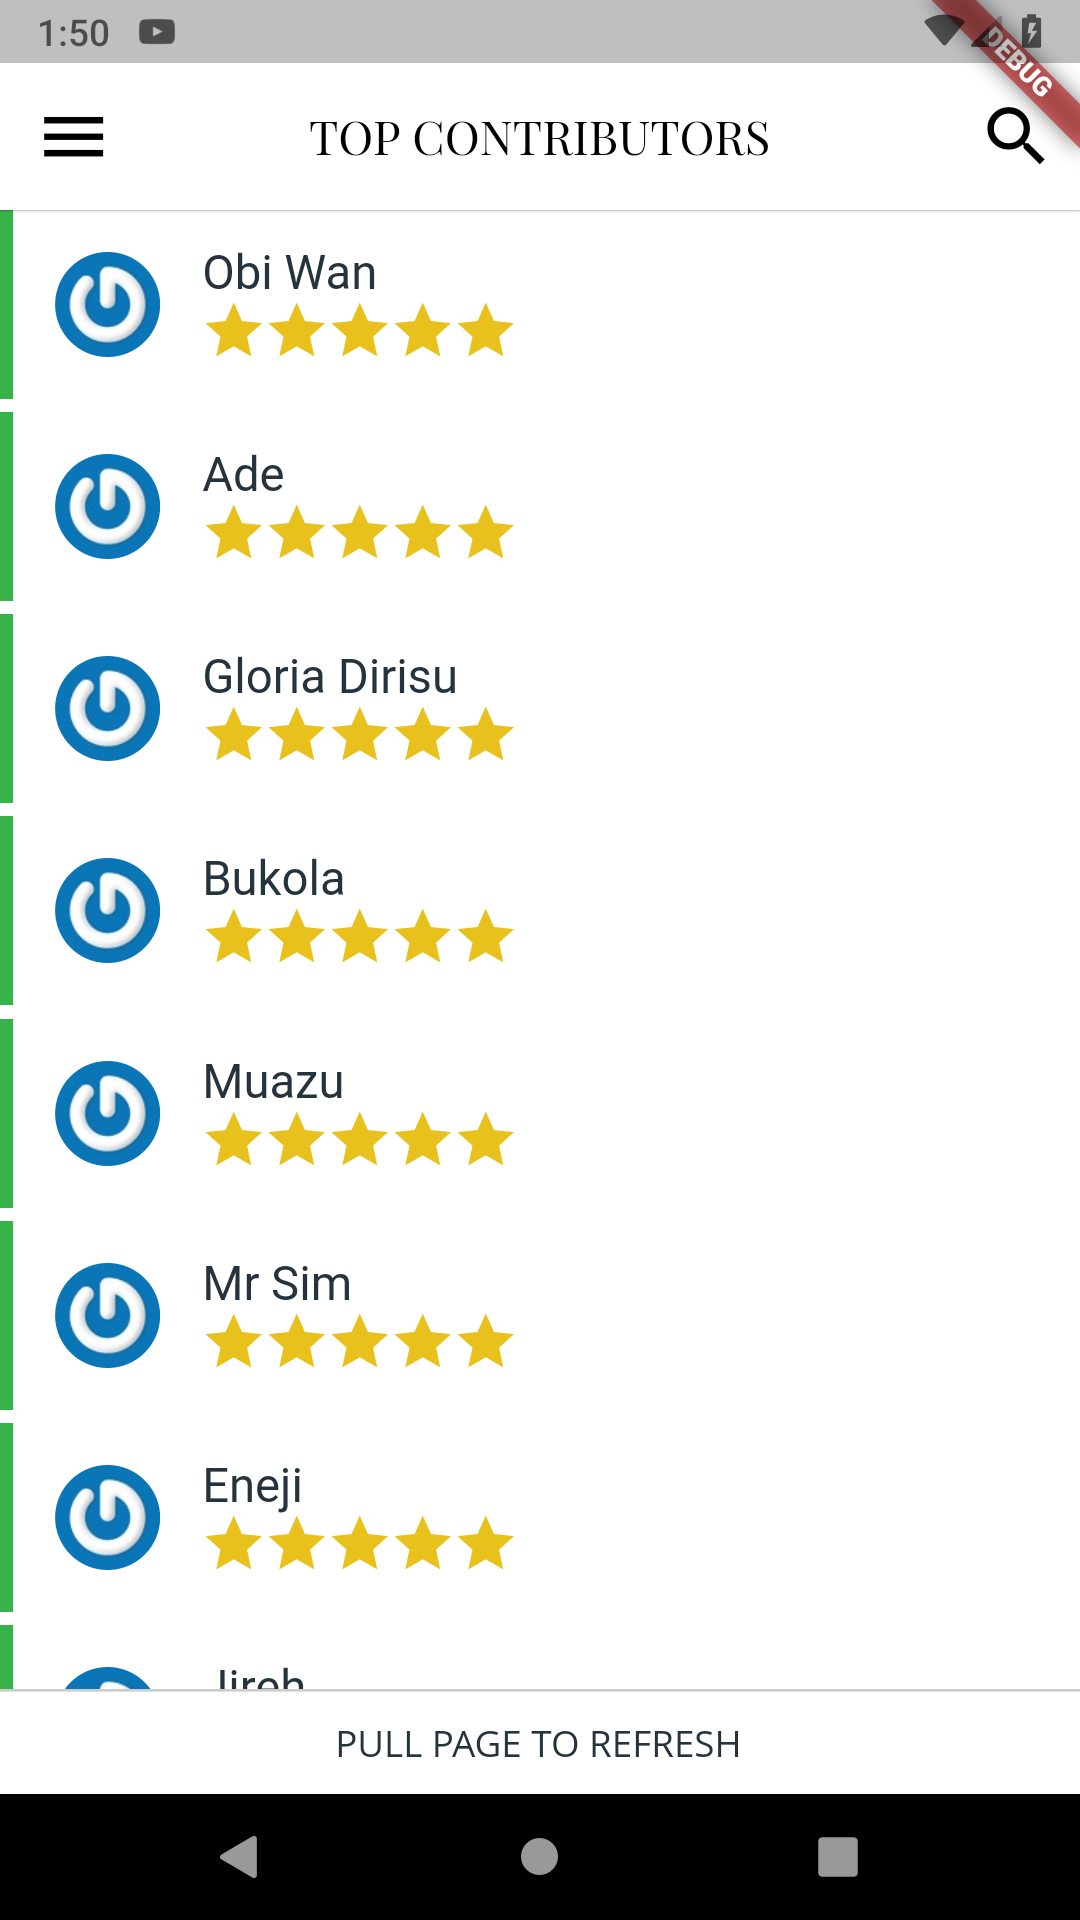 1:50
DEBUG
TOP CONTRIBUTORS
Obi Wan
Ade
Gloria Dirisu
Bukola
Muazu
Mr Sim
Eneji
Jireh
PULL PAGE TO REFRESH